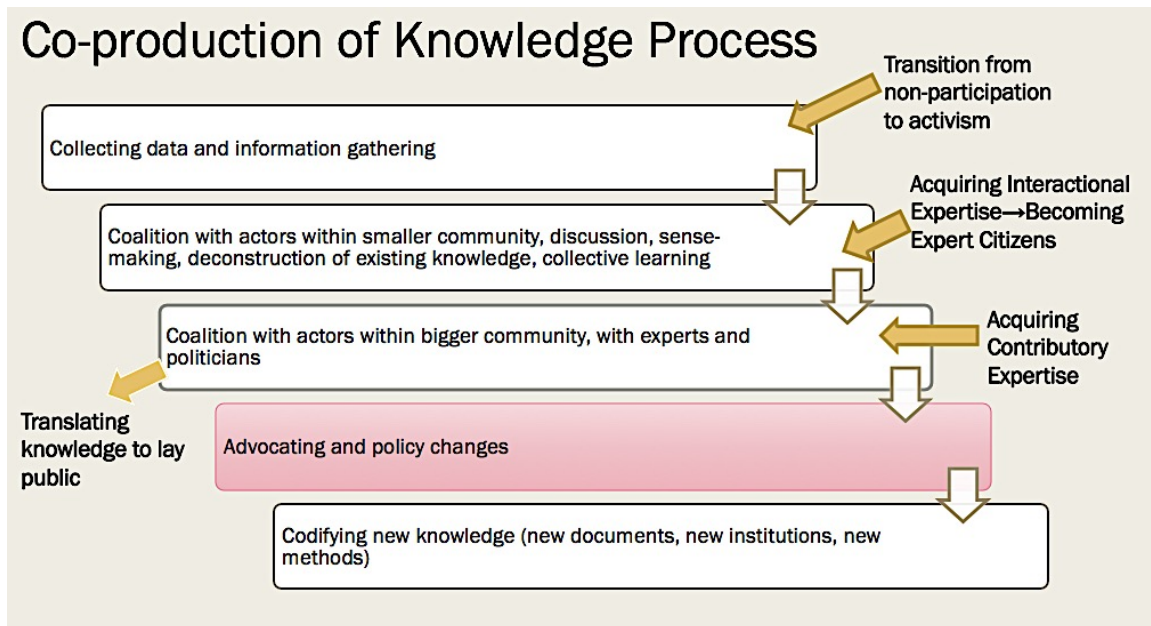 Co-production of Knowledge Process
Transition from
non-participation
to activism
Collecting data and information gathering
Acquiring Interactional
Expertise→Becoming
Expert Citizens
Coalition with actors within smaller community, discussion, sense-
making, deconstruction of existing knowledge, collective learning
Acquiring
Contributory
Expertise
Coalition with actors within bigger community, with experts and
politicians
Translating
knowledge to lay
public
Advocating and policy changes
Codifying new knowledge (new documents, new institutions, new
methods)